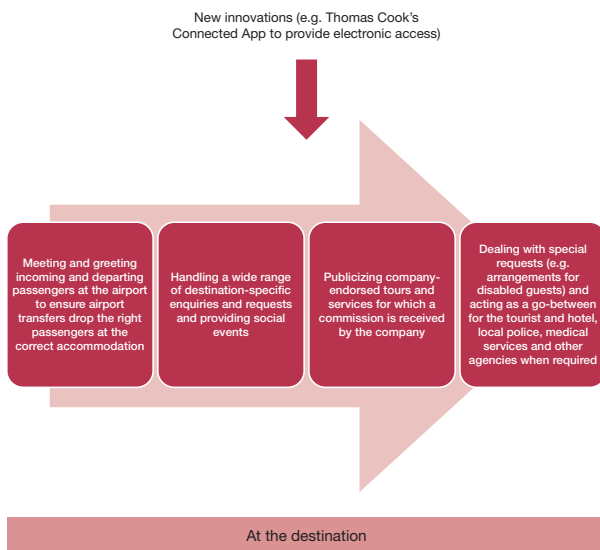 New innovations (e.g. Thomas Cook's
Connected App to provide electronic access)
Meeting and greeting
incoming and departing
passengers at the airport
to ensure airport
transfers drop the right
passengers at the
correct accommodation
Handling a wide range
of destination-specific
enquiries and requests
and providing social
events
Publicizing company-
endorsed tours and
services for which a
commission is received
by the company
Dealing with special
requests (e.g.
arrangements for
disabled guests) and
acting as a go-between
for the tourist and hotel,
local police, medical
services and other
agencies when required
At the destination